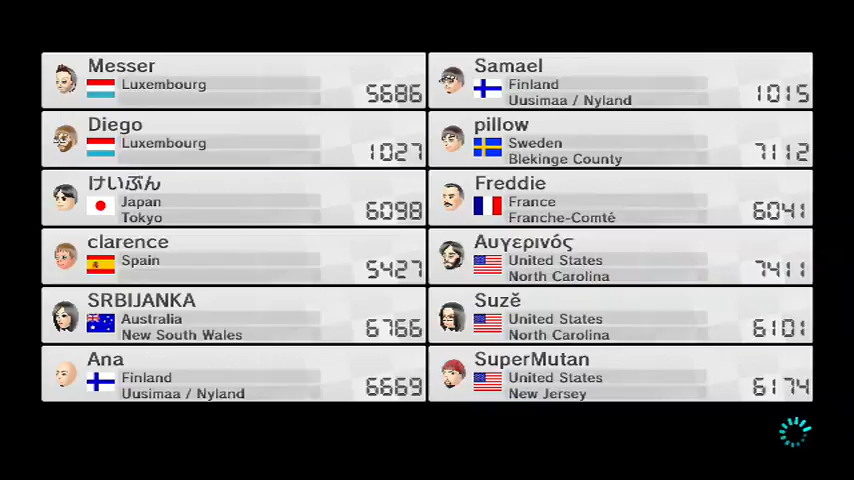 Messer
Luxembourg
5686
Samael
Finland
Uusimaa / Nyland
1015
Diego
Luxembourg
1027
pillow
Sweden
Blekinge County
7112
けいぷん
Japan
Tokyo
6098
Freddie
France
Franche-Comté
6041
clarence
Spain
5427
Αυγερινός
United States
North Carolina
7411
SRBIJANKA
Australia
New South Wales
6766
Suzĕ
United States
North Carolina
6101
Ana
Finland
Uusimaa / Nyland
6669
SuperMutan
United States
New Jersey
6174